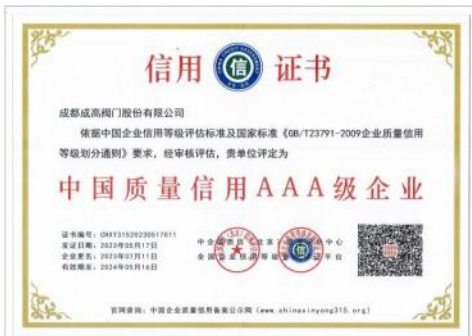 信用 信 证书
成都成高阀门股份有限公司
依据中国企业信用等级评估标准及国家标准《GB/T23791-2009企业质量信用
等级划分通则》要求，经审核评估，贵单位评定为
中国质量信用AAA级企业
证书编号：CHXY31520230517011
发证日期：2023年05月17日
企业更名：2023年07月11日
有效期至：2024年05月16日
信
官网查询：中国企业质量信用备案公示网（www.chinaxinyong315.org）